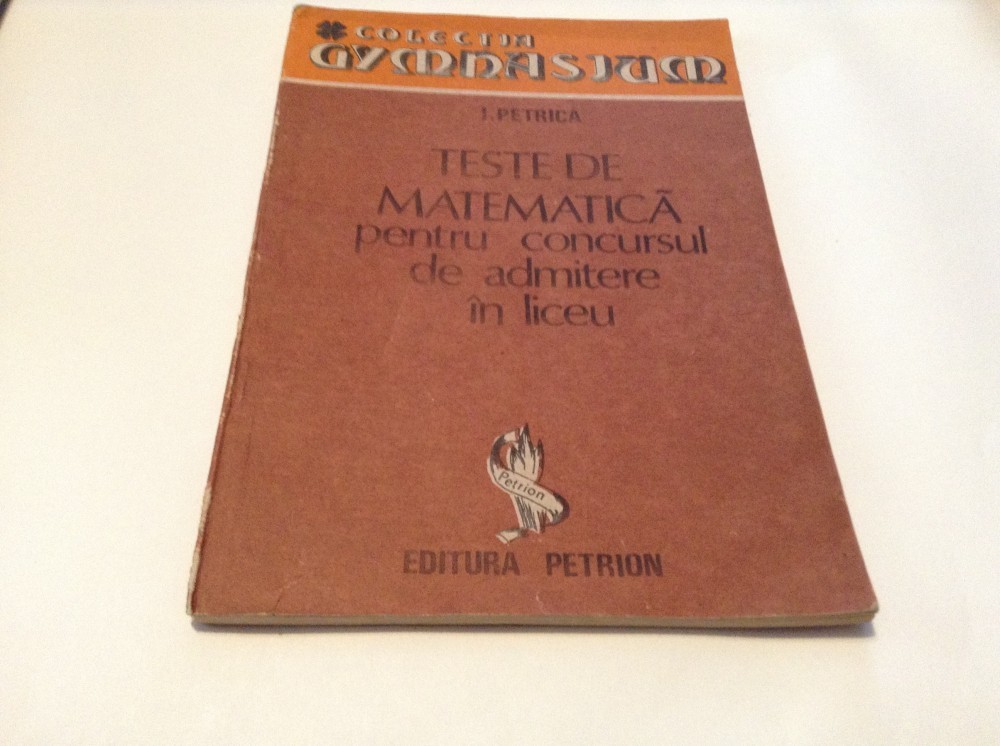 COLECȚIA
GYMNASIUM
I. PETRICĂ
TESTE DE
MATEMATICĂ
pentru concursul
de admitere
în liceu
Petrion
EDITURA PETRION